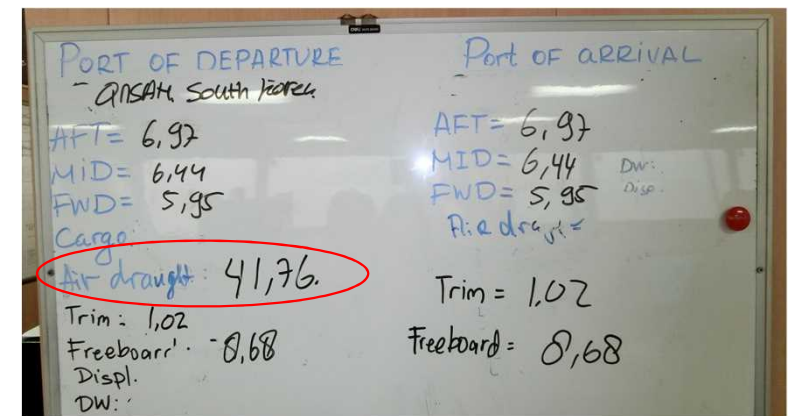 PORT OF DEPARTURE
- ANSAN South Korea
AFT= 6,97
MiD= 6,44
FWD= 5,95
Cargo:
Air draught: 41,76.
Trim: 1,02
Freeboard: 8,68
Displ.
DW:
Port OF ARRiVAL
-
AFT= 6,97
MID= 6,44
FWD= 5,95
DW:
Disp.
Air draught=
Trim = 1,02
Freeboard = 8,68